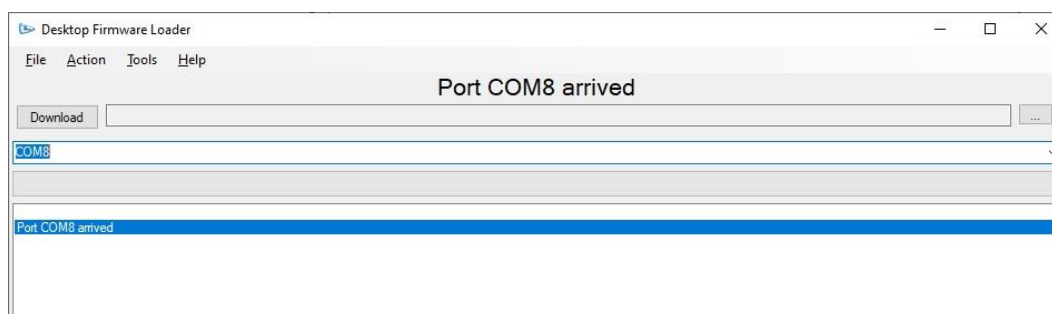 Desktop Firmware Loader
File Action Tools Help
Port COM8 arrived
Download ...
COM8
Port COM8 arrived